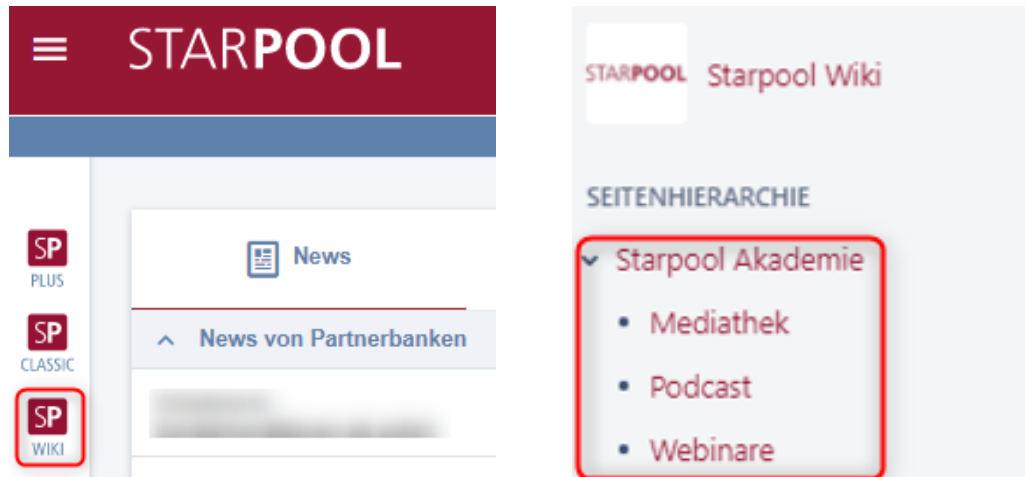 STARPOOL
SP
PLUS
News
SP
CLASSIC
News von Partnerbanken
SP
WIKI
STARPOOL
Starpool Wiki
SEITENHIERARCHIE
Starpool Akademie
• Mediathek
• Podcast
• Webinare